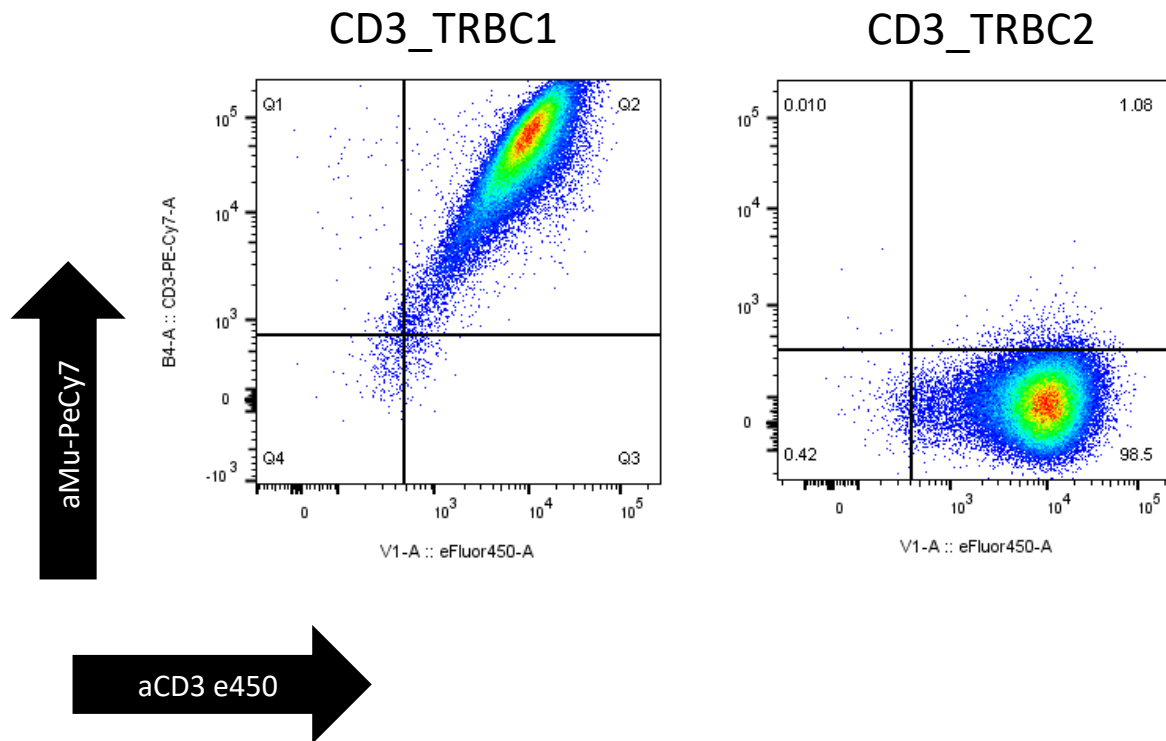 CD3_TRBC1
CD3_TRBC2
Q1
Q2
10^5
10^4
10^3
0
-10^3
Q4
Q3
0
10^3
10^4
10^5
B4-A :: CD3-PE-Cy7-A
V1-A :: eFluor450-A
0.010
1.08
10^5
10^4
10^3
0
0.42
98.5
0
10^3
10^4
10^5
V1-A :: eFluor450-A
aMu-PeCy7
aCD3 e450